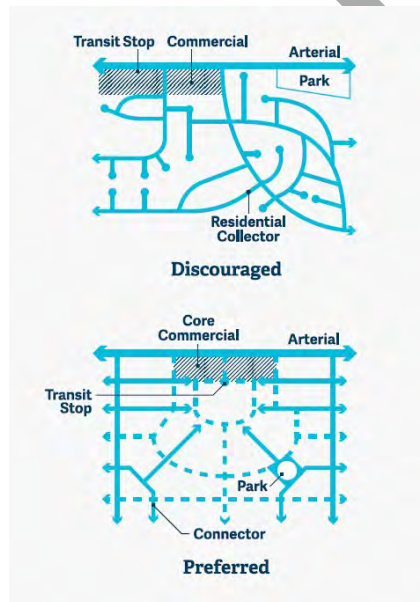 Transit Stop Commercial Arterial
Park
Residential
Collector
Discouraged
Core
Commercial
Arterial
Transit
Stop
Park
Connector
Preferred